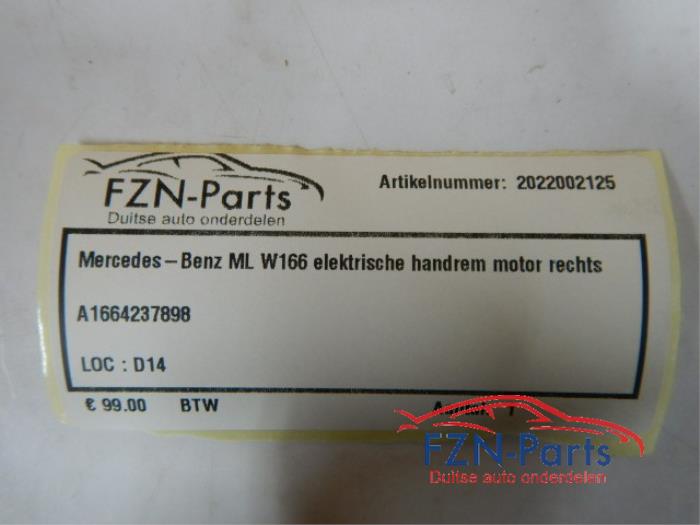 FZN-Parts
Duitse auto onderdelen
Artikelnummer: 2022002125
Mercedes-Benz ML W166 elektrische handrem motor rechts
A1664237898
LOC : D14
€ 99.00 BTW
FZN-Parts
Duitse auto onderdelen